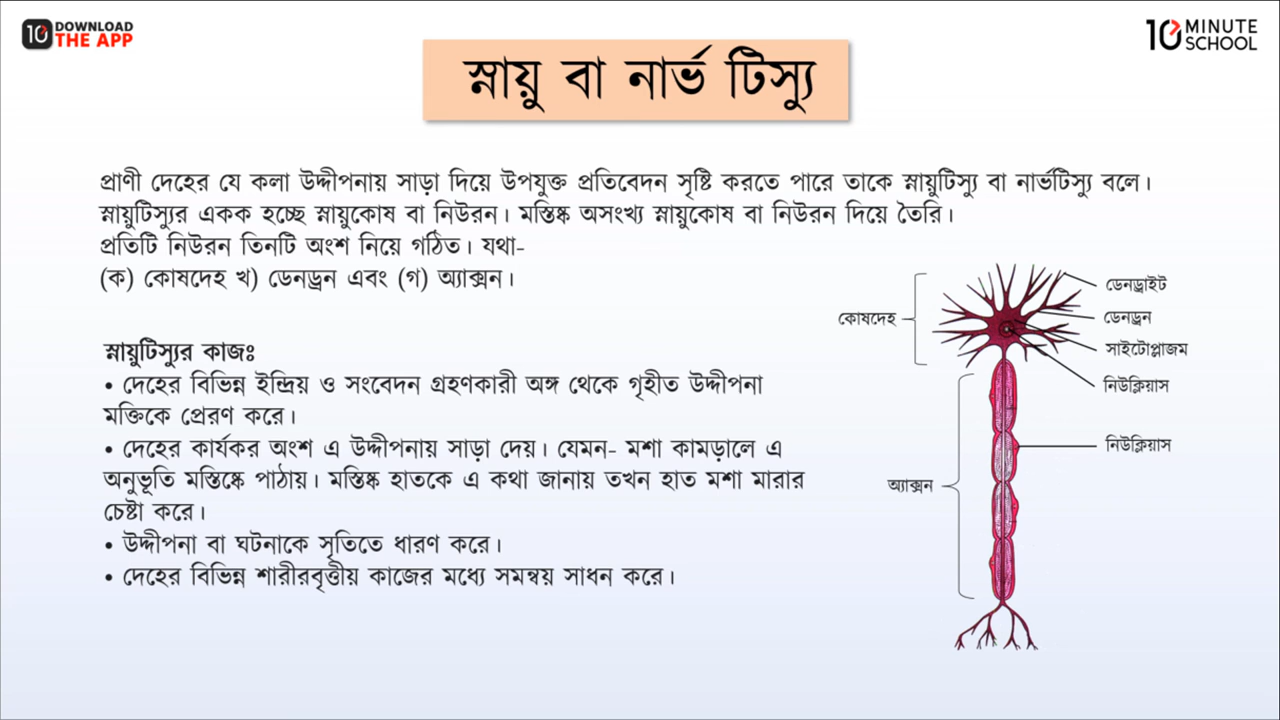 10 DOWNLOAD
THE APP
10 MINUTE
SCHOOL
স্নায়ু বা নার্ভ টিস্যু
প্রাণী দেহের যে কলা উদ্দীপনায় সাড়া দিয়ে উপযুক্ত প্রতিবেদন সৃষ্টি করতে পারে তাকে স্নায়ুটিস্যু বা নার্ভটিস্যু বলে।
স্নায়ুটিস্যুর একক হচ্ছে স্নায়ুকোষ বা নিউরন। মস্তিষ্ক অসংখ্য স্নায়ুকোষ বা নিউরন দিয়ে তৈরি।
প্রতিটি নিউরন তিনটি অংশ নিয়ে গঠিত। যথা-
(ক) কোষদেহ খ) ডেনড্রন এবং (গ) অ্যাক্সন।
স্নায়ুটিস্যুর কাজঃ
• দেহের বিভিন্ন ইন্দ্রিয় ও সংবেদন গ্রহণকারী অঙ্গ থেকে গৃহীত উদ্দীপনা
মক্তিকে প্রেরণ করে।
• দেহের কার্যকর অংশ এ উদ্দীপনায় সাড়া দেয়। যেমন- মশা কামড়ালে এ
অনুভূতি মস্তিষ্কে পাঠায়। মস্তিষ্ক হাতকে এ কথা জানায় তখন হাত মশা মারার
চেষ্টা করে।
• উদ্দীপনা বা ঘটনাকে সৃতিতে ধারণ করে।
• দেহের বিভিন্ন শারীরবৃত্তীয় কাজের মধ্যে সমন্বয় সাধন করে।
কোষদেহ
ডেনড্রাইট
ডেনড্রন
সাইটোপ্লাজম
নিউক্লিয়াস
নিউক্লিয়াস
অ্যাক্সন